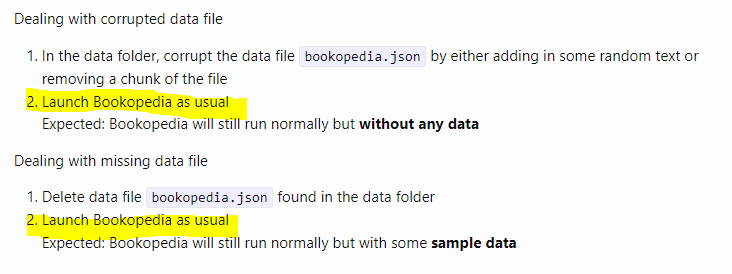 Dealing with corrupted data file
1. In the data folder, corrupt the data file bookopedia.json by either adding in some random text or
removing a chunk of the file
2. Launch Bookopedia as usual
Expected: Bookopedia will still run normally but without any data
Dealing with missing data file
1. Delete data file bookopedia.json found in the data folder
2. Launch Bookopedia as usual
Expected: Bookopedia will still run normally but with some sample data